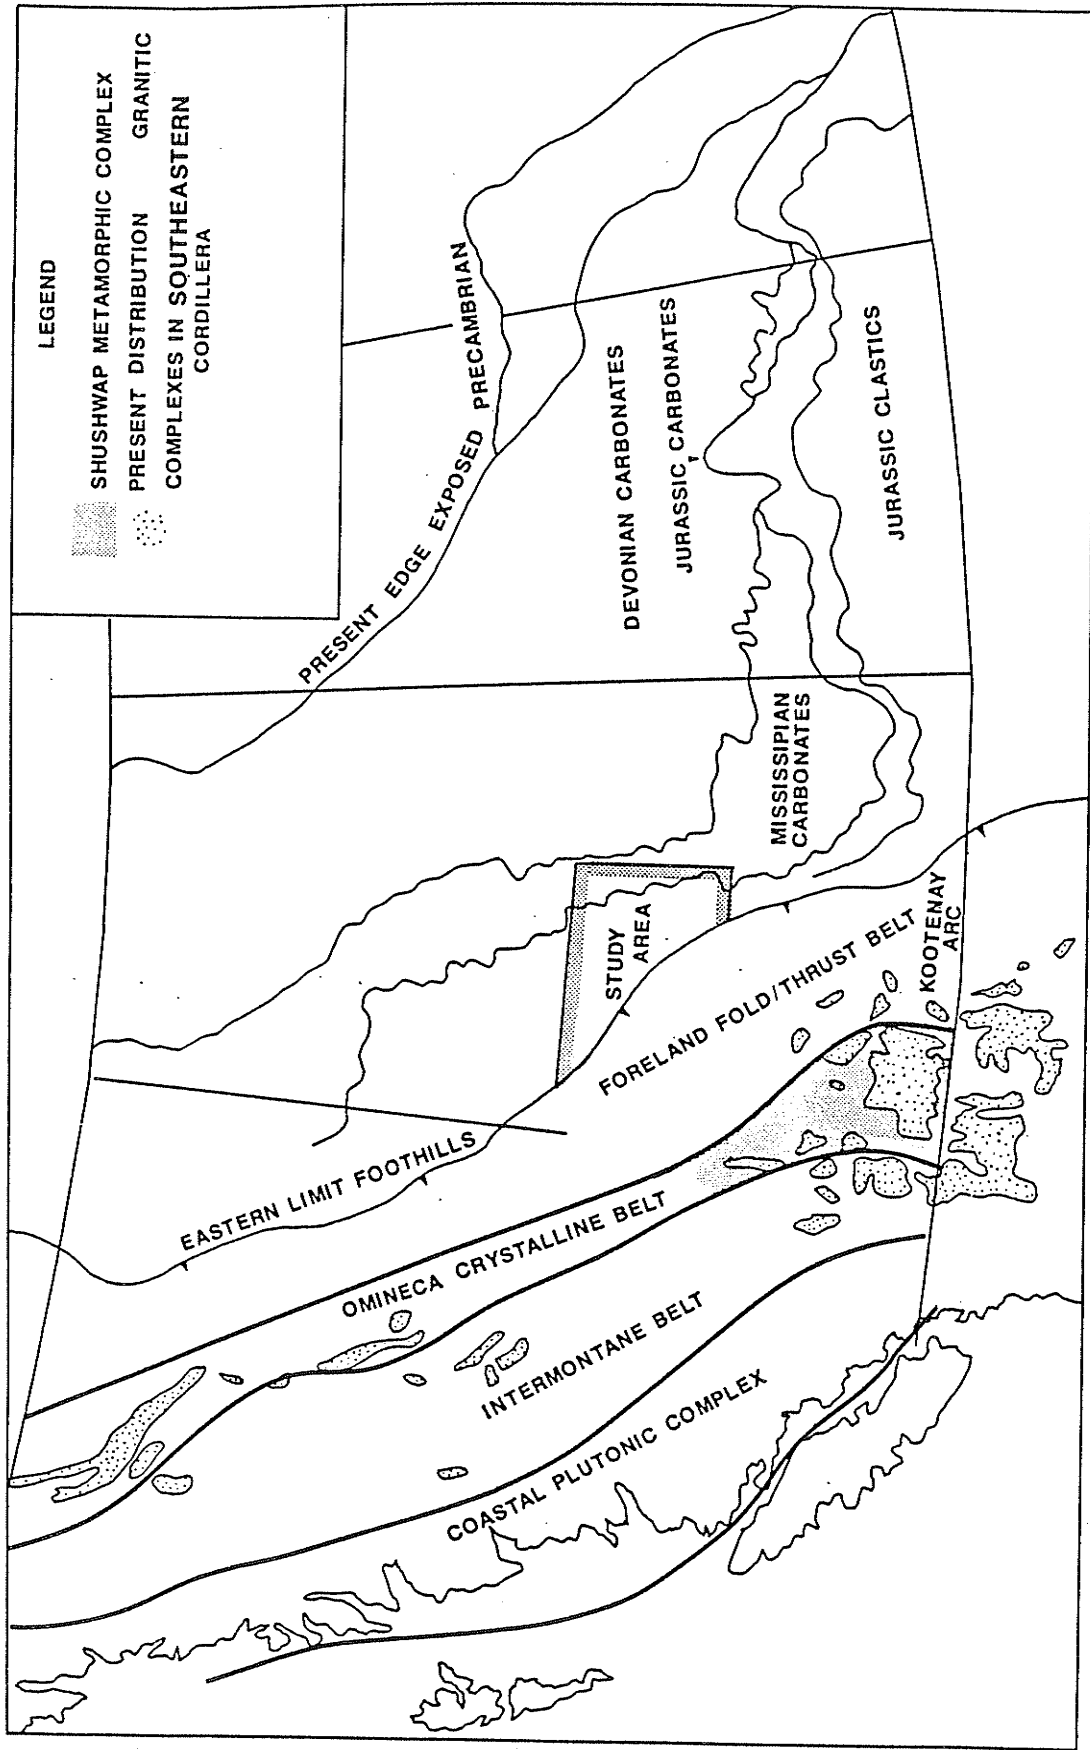 LEGEND
SHUSHWAP METAMORPHIC COMPLEX
PRESENT DISTRIBUTION GRANITIC
COMPLEXES IN SOUTHEASTERN
CORDILLERA
PRESENT EDGE EXPOSED PRECAMBRIAN
DEVONIAN CARBONATES
JURASSIC CARBONATES
JURASSIC CLASTICS
MISSISSIPIAN
CARBONATES
STUDY
AREA
EASTERN LIMIT FOOTHILLS
FORELAND FOLD/THRUST BELT
KOOTENAY
ARC
OMINECA CRYSTALLINE BELT
INTERMONTANE BELT
COASTAL PLUTONIC COMPLEX